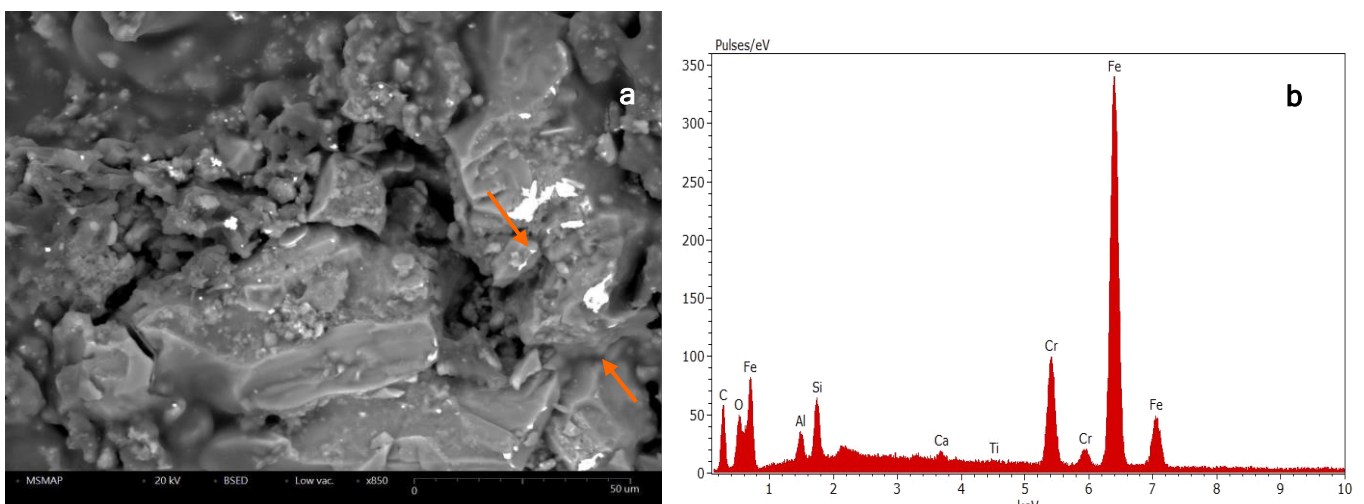 a
MSMAP 20 kV BSED Low vac. x850 0 50 um
Pulses/eV
b
350
300
250
200
150
100
50
0
C O Fe Al Si Ca Ti Cr Cr Fe Fe
1 2 3 4 5 6 7 8 9 10
keV